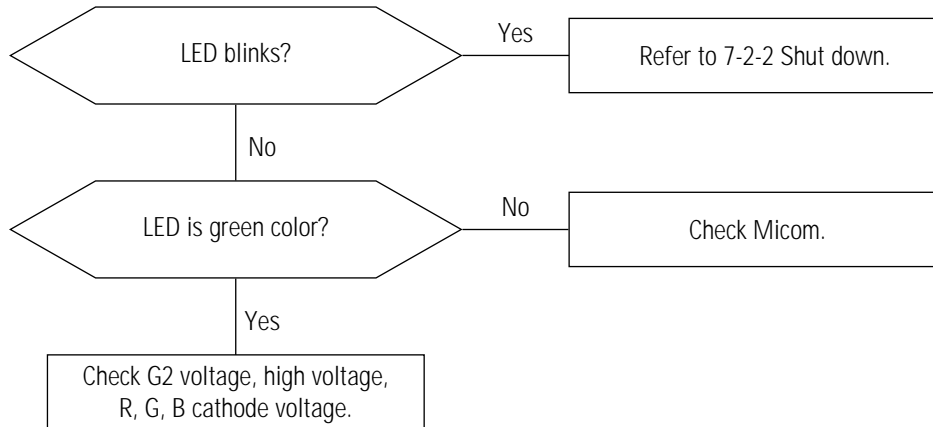 LED blinks?
Yes
Refer to 7-2-2 Shut down.
No
LED is green color?
No
Check Micom.
Yes
Check G2 voltage, high voltage,
R, G, B cathode voltage.